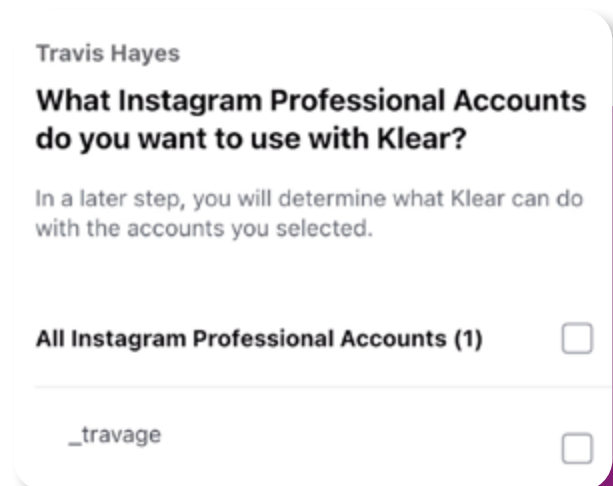 Travis Hayes
What Instagram Professional Accounts
do you want to use with Klear?
In a later step, you will determine what Klear can do
with the accounts you selected.
All Instagram Professional Accounts (1)
_travage